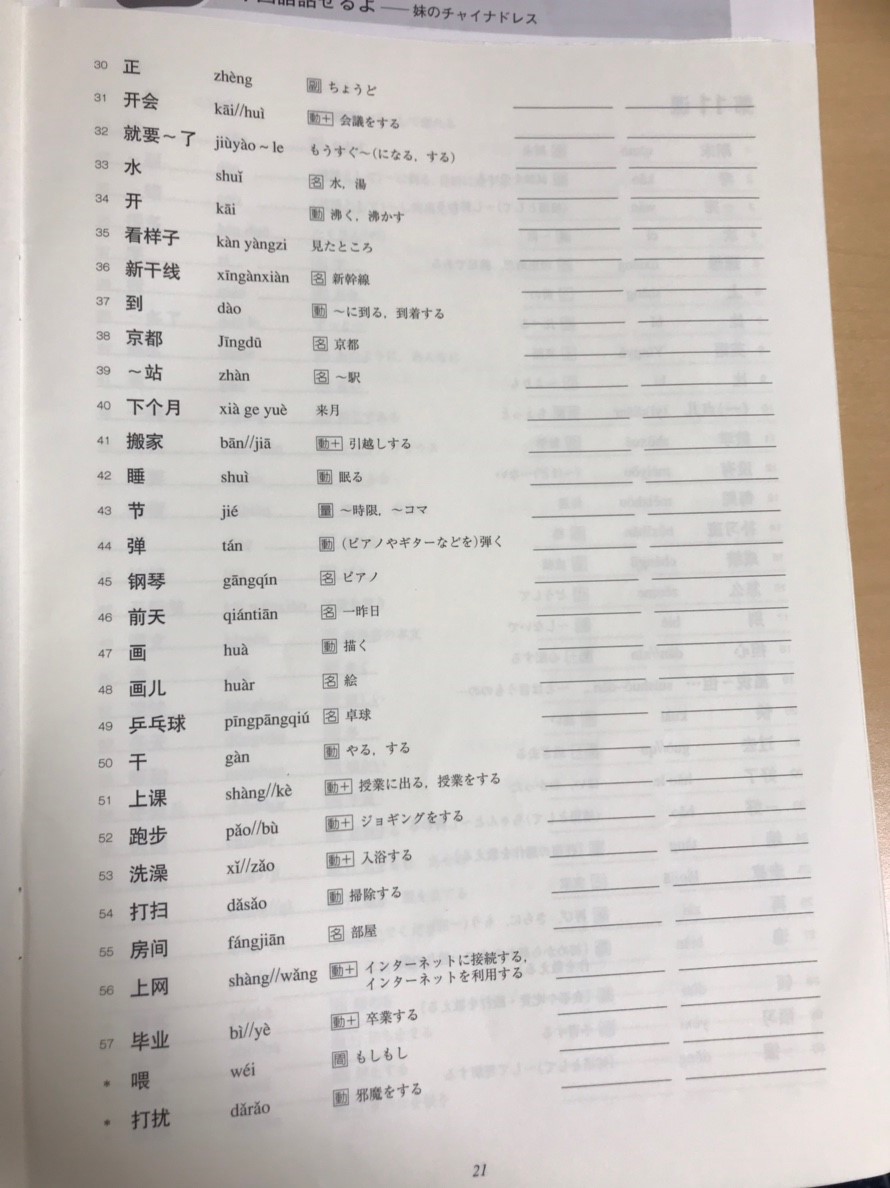 話せるよ――妹のチャイナドレス
30 正 zhèng 副 ちょうど
31 开会 kāi//huì 動+ 会議をする
32 就要～了 jiùyào～le もうすぐ～(になる，する)
33 水 shuǐ 名 水，湯
34 开 kāi 動 沸く，沸かす
35 看样子 kàn yàngzi 見たところ
36 新干线 xīngànxiàn 名 新幹線
37 到 dào 動 ～に到る，到着する
38 京都 Jīngdū 名 京都
39 ～站 zhàn 名 ～駅
40 下个月 xià ge yuè 来月
41 搬家 bān//jiā 動+ 引越しする
42 睡 shuì 動 眠る
43 节 jié 量 ～時限，～コマ
44 弹 tán 動 (ピアノやギターなどを)弾く
45 钢琴 gāngqín 名 ピアノ
46 前天 qiántiān 名 一昨日
47 画 huà 動 描く
48 画儿 huàr 名 絵
49 乒乓球 pīngpāngqiú 名 卓球
50 干 gàn 動 やる，する
51 上课 shàng//kè 動+ 授業に出る，授業をする
52 跑步 pǎo//bù 動+ ジョギングをする
53 洗澡 xǐ//zǎo 動+ 入浴する
54 打扫 dǎsǎo 動 掃除する
55 房间 fángjiān 名 部屋
56 上网 shàng//wǎng 動+ インターネットに接続する，
インターネットを利用する
57 毕业 bì//yè 動+ 卒業する
* 喂 wéi 間 もしもし
* 打扰 dǎrǎo 動 邪魔をする
21